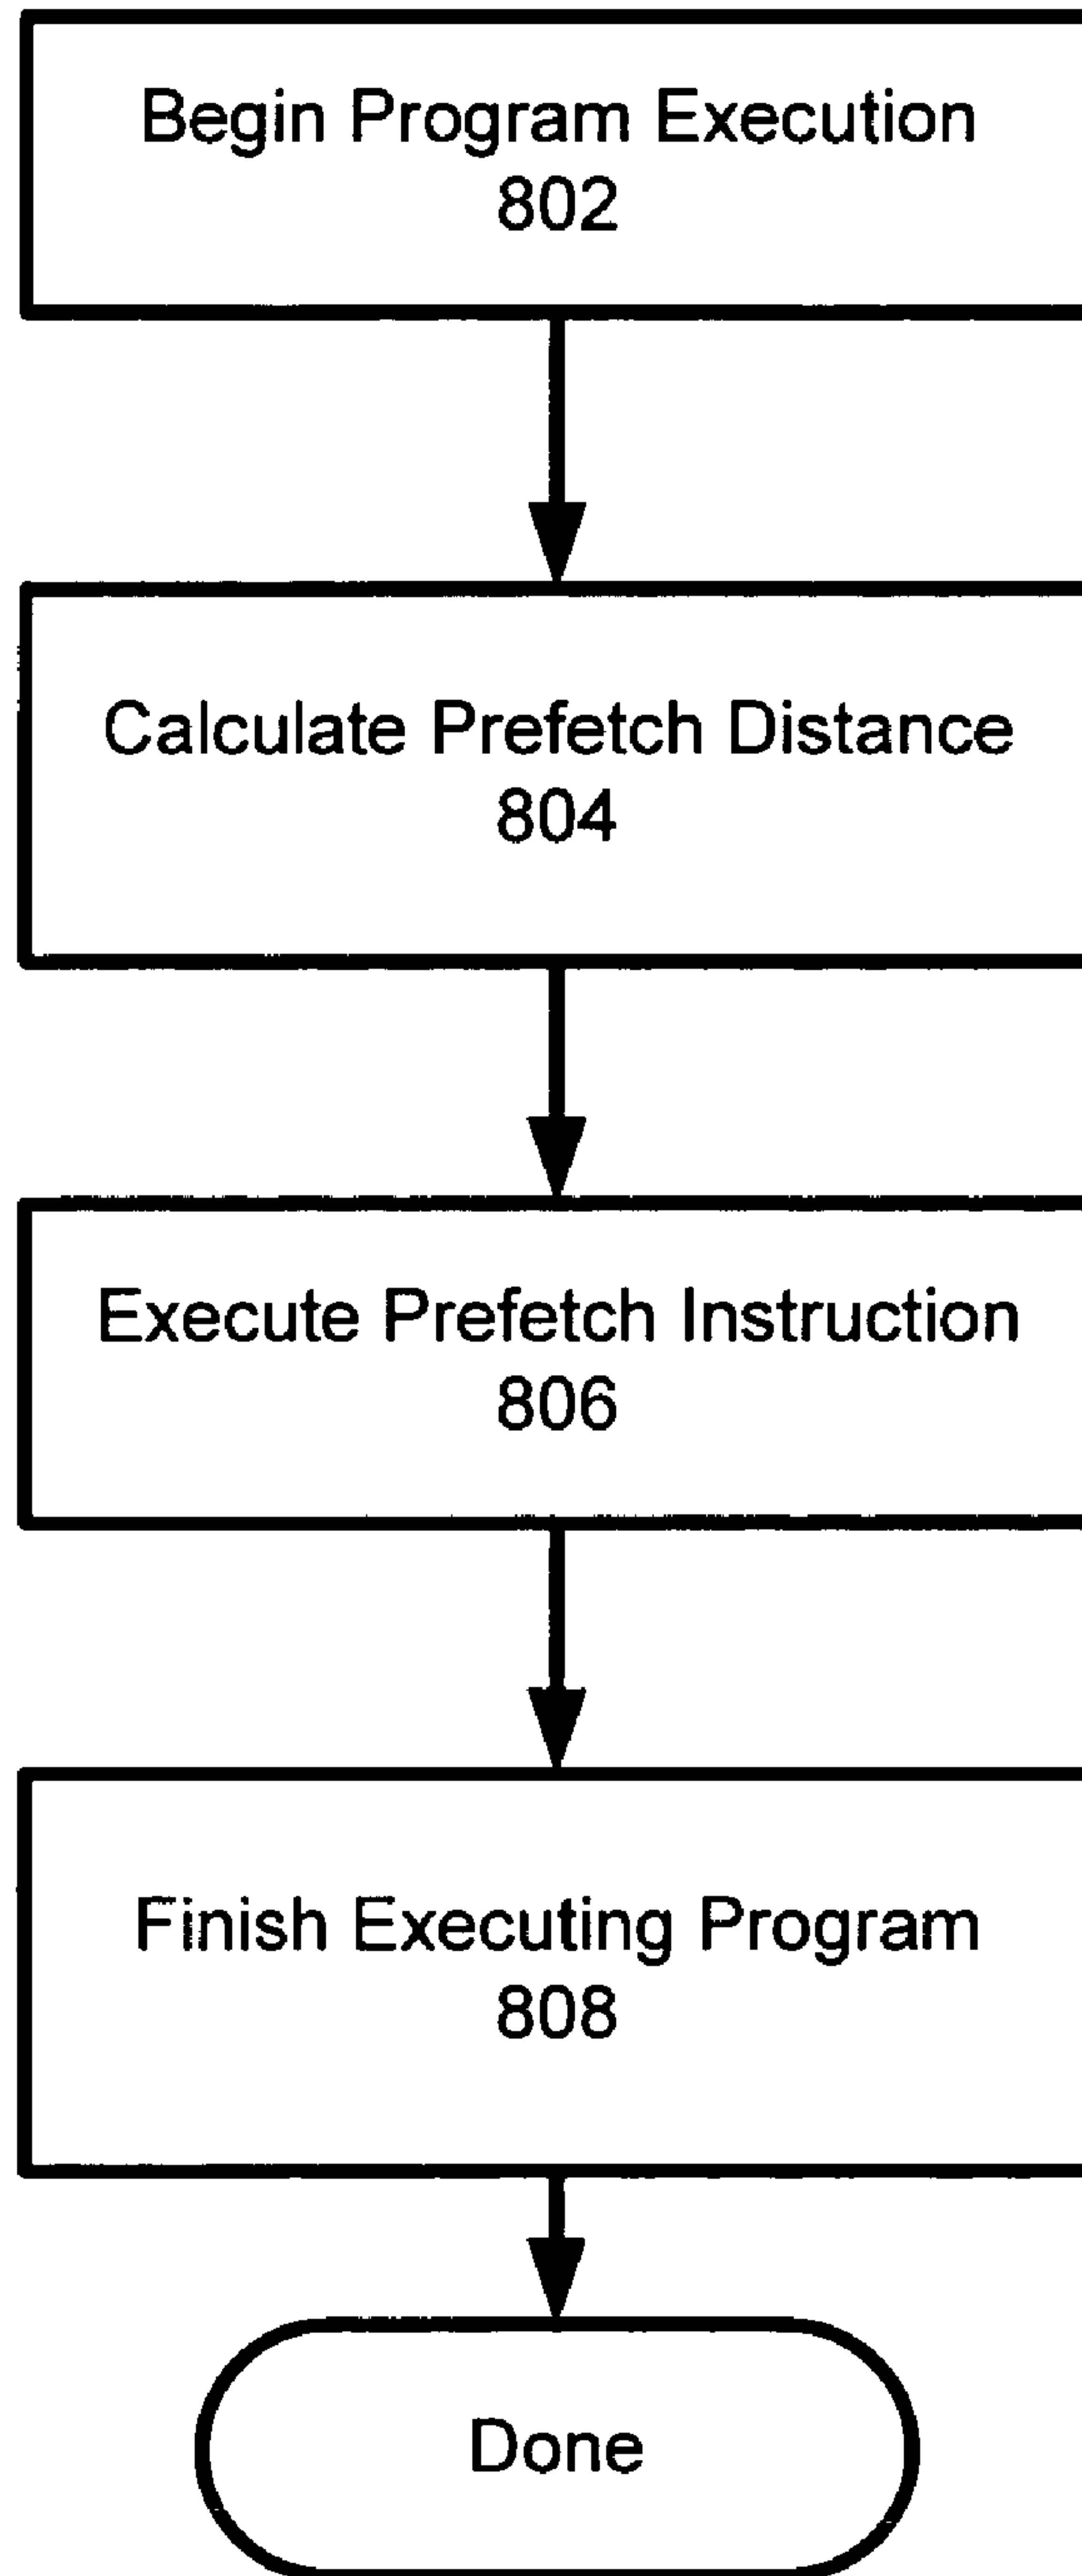 Begin Program Execution
802
Calculate Prefetch Distance
804
Execute Prefetch Instruction
806
Finish Executing Program
808
Done